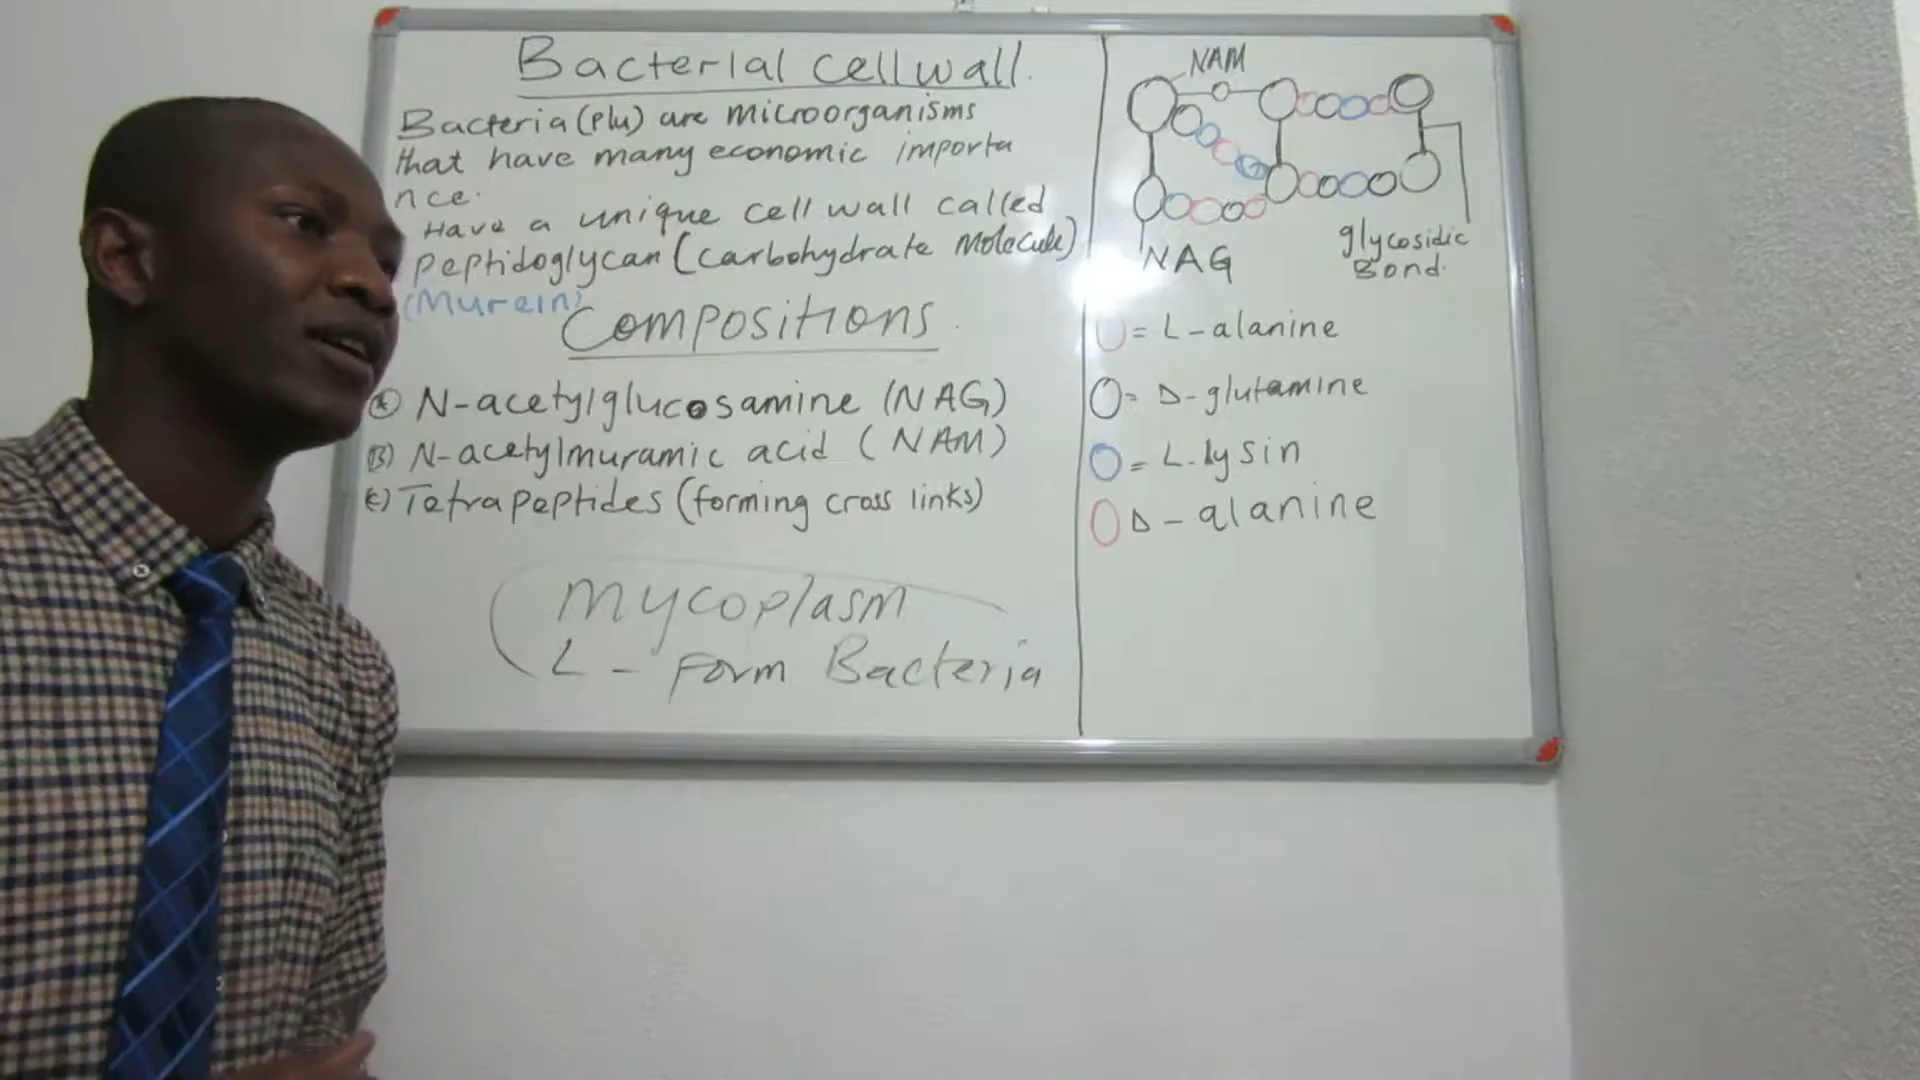 Bacterial cell wall.
Bacteria (plu) are microorganisms
that have many economic importa
nce.
Have a unique cell wall called
peptidoglycan (carbohydrate Molecule)
(Murein)
Compositions.
A) N-acetylglucosamine (NAG)
B) N-acetylmuramic acid (NAM)
C) Tetrapeptides (forming cross links)
mycoplasm
L - Form Bacteria
NAM
NAG
glycosidic
Bond.
= L-alanine
= D-glutamine
= L-lysin
D-alanine